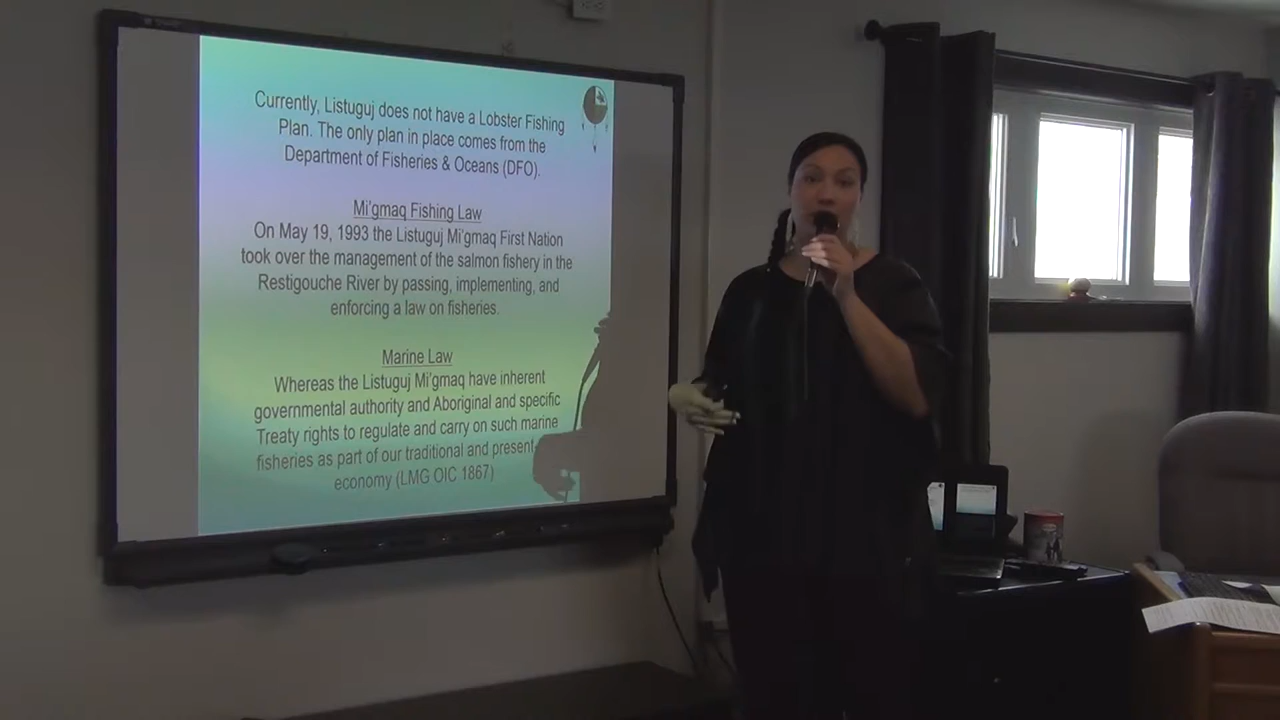 Currently, Listuguj does not have a Lobster Fishing
Plan. The only plan in place comes from the
Department of Fisheries & Oceans (DFO).
Mi'gmaq Fishing Law
On May 19, 1993 the Listuguj Mi'gmaq First Nation
took over the management of the salmon fishery in the
Restigouche River by passing, implementing, and
enforcing a law on fisheries.
Marine Law
Whereas the Listuguj Mi'gmaq have inherent
governmental authority and Aboriginal and specific
Treaty rights to regulate and carry on such marine
fisheries as part of our traditional and present
economy (LMG OIC 1867)